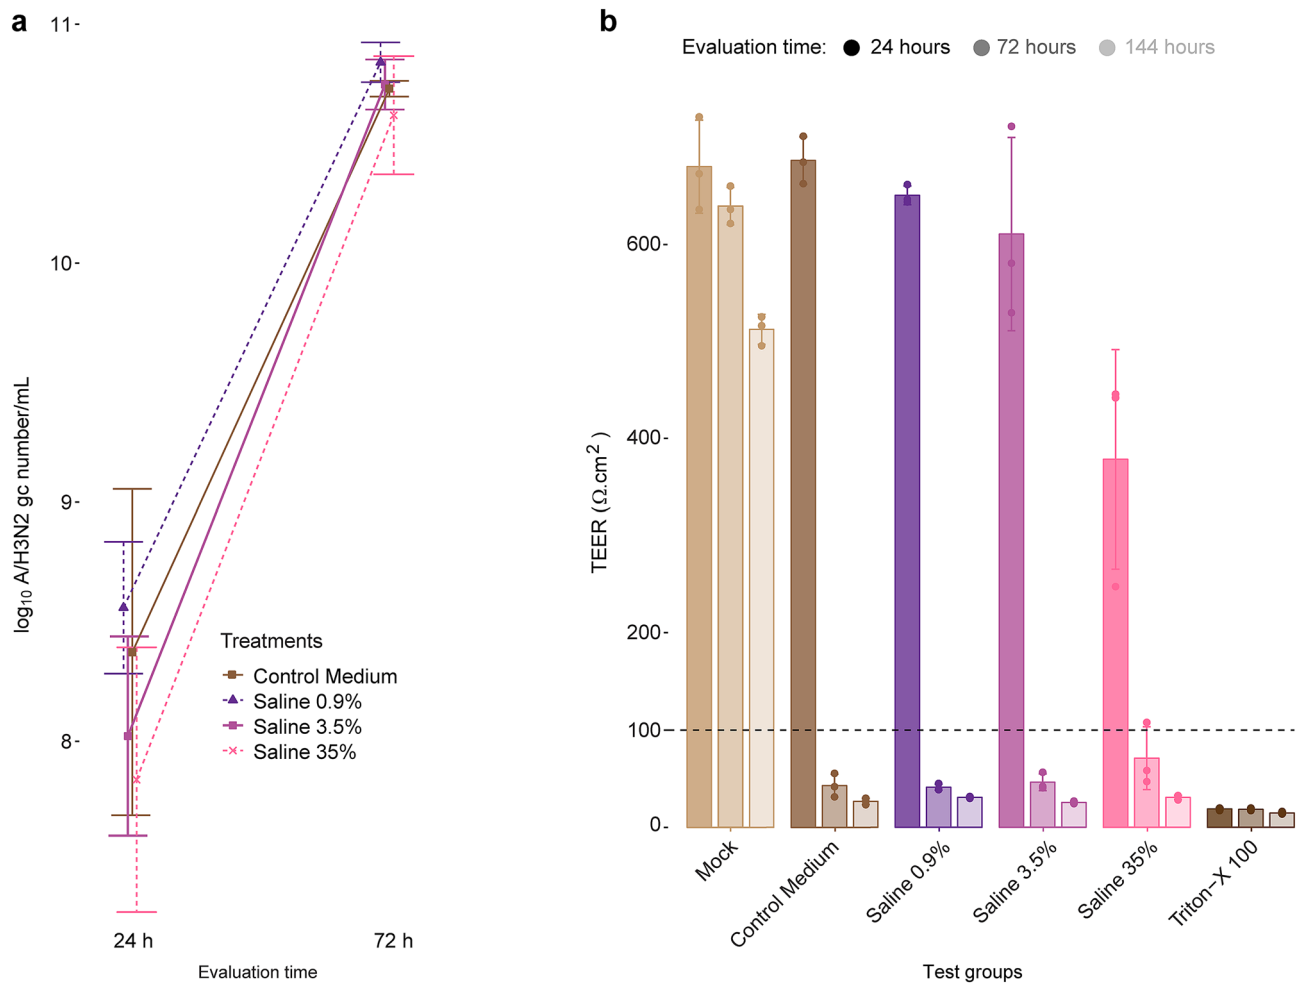 a
11
10
9
8
log10 A/H3N2 gc number/mL
Treatments
Control Medium
Saline 0.9%
Saline 3.5%
Saline 35%
24 h
72 h
Evaluation time
b
Evaluation time: 24 hours 72 hours 144 hours
600
400
200
100
0
TEER (Ω.cm2 )
Mock
Control Medium
Saline 0.9%
Saline 3.5%
Saline 35%
Triton−X 100
Test groups